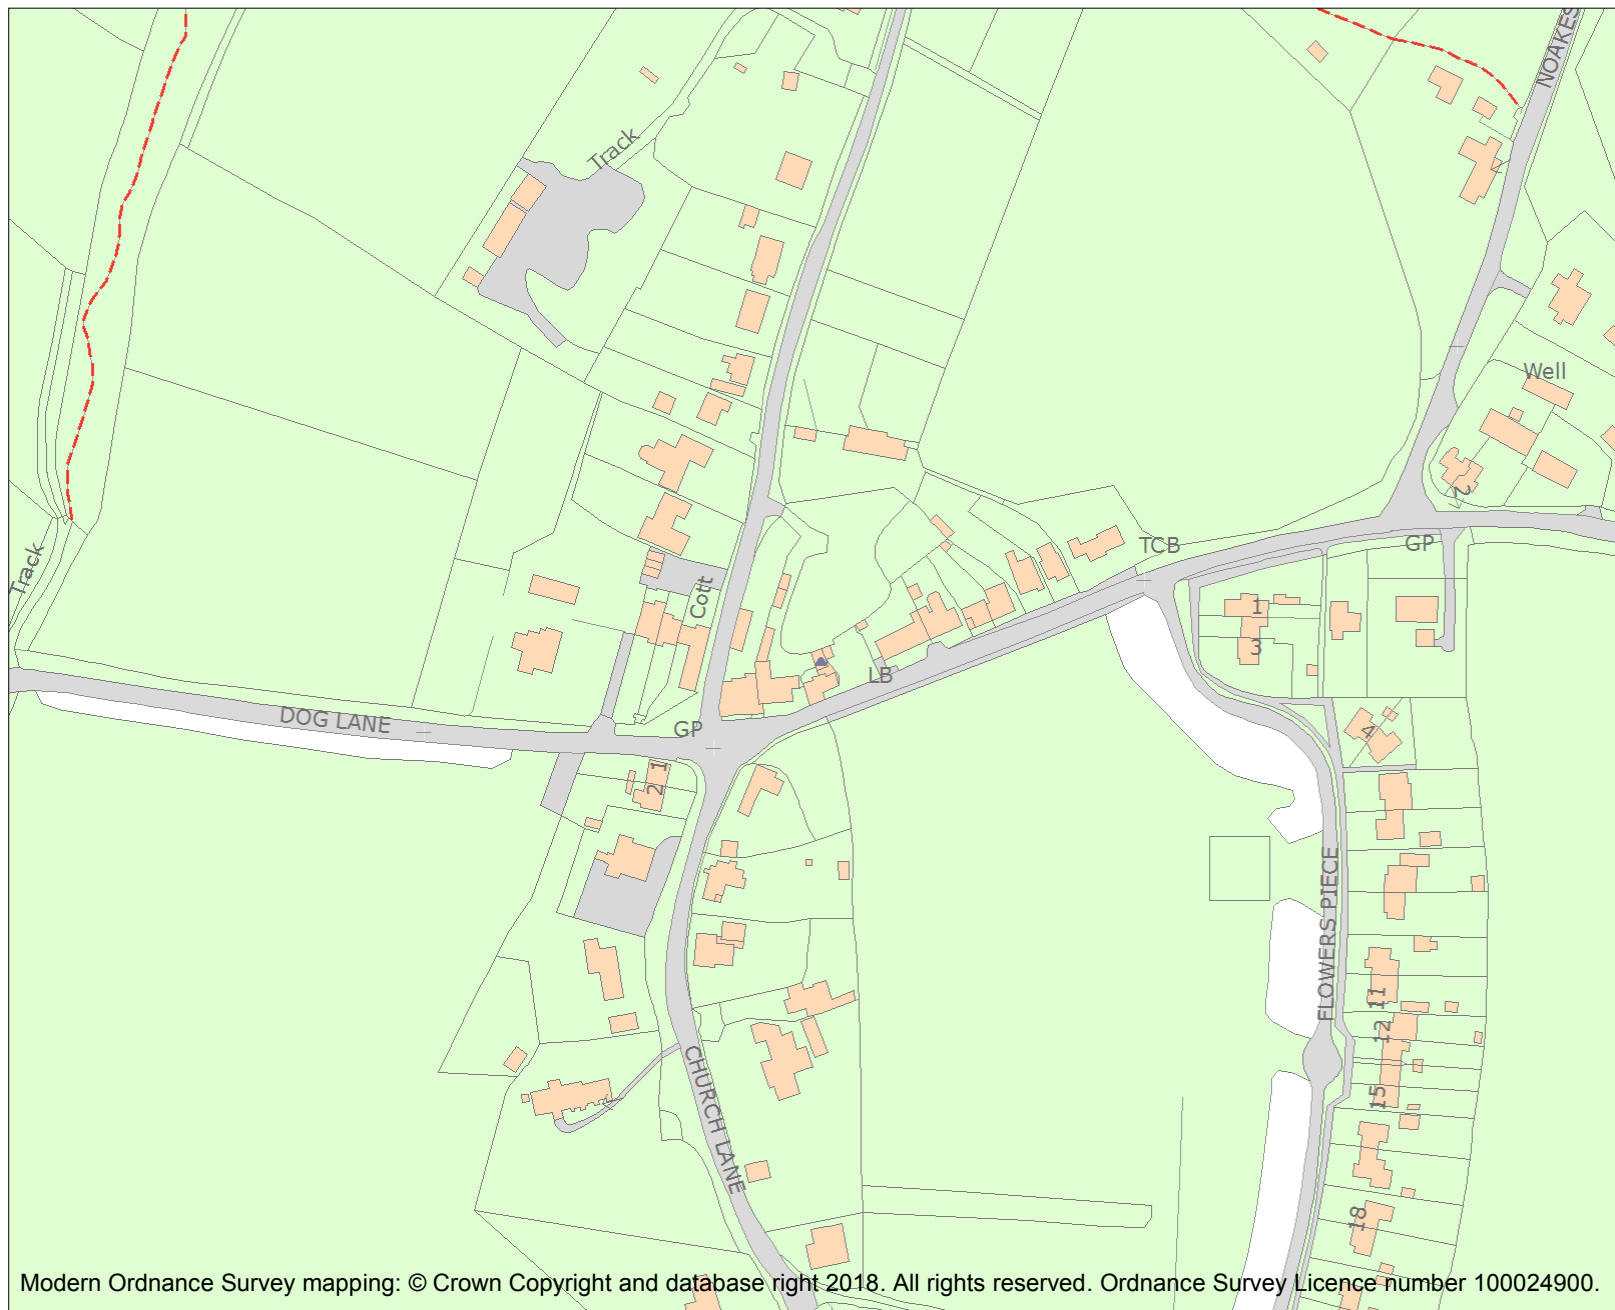 NOAKES
Track
Well
2
TCB
GP
Track
Cott
1
3
LB
DOG LANE
GP
4
1
2
FLOWERS PIECE
11
12
CHURCH LANE
15
18
Modern Ordnance Survey mapping: © Crown Copyright and database right 2018. All rights reserved. Ordnance Survey Licence number 100024900.